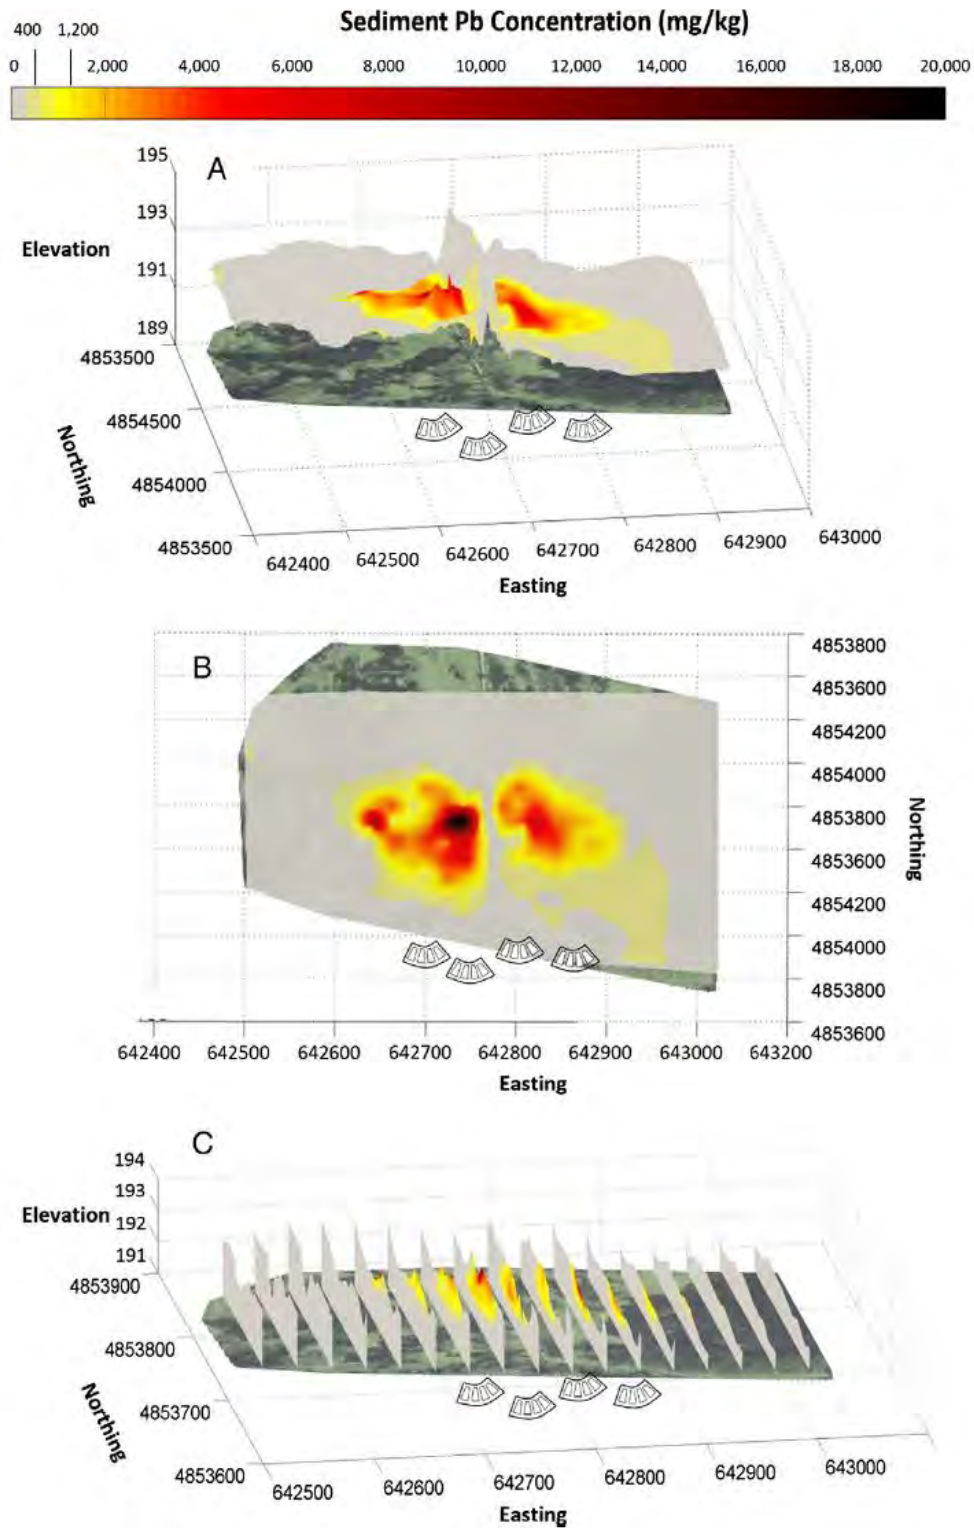 Sediment Pb Concentration (mg/kg)
400 1,200
0 2,000 4,000 6,000 8,000 10,000 12,000 14,000 16,000 18,000 20,000
A
195
193
Elevation
191
189
4853500
4854500
Northing
4854000
4853500
642400 642500 642600 642700 642800 642900 643000
Easting
B
4853800
4853600
4854200
4854000
4853800
4853600
4854200
4854000
4853800
4853600
Northing
642400 642500 642600 642700 642800 642900 643000 643200
Easting
C
194
193
Elevation
192
191
4853900
4853800
Northing
4853700
4853600
642500 642600 642700 642800 642900 643000
Easting